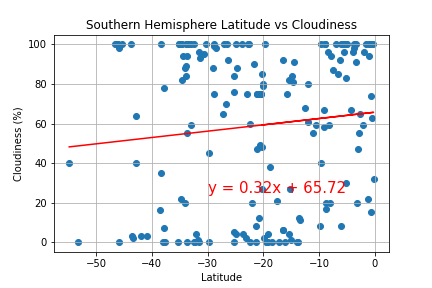 Southern Hemisphere Latitude vs Cloudiness
100
80
60
40
20
0
Cloudiness (%)
y = 0.32x + 65.72
−50 −40 −30 −20 −10 0
Latitude